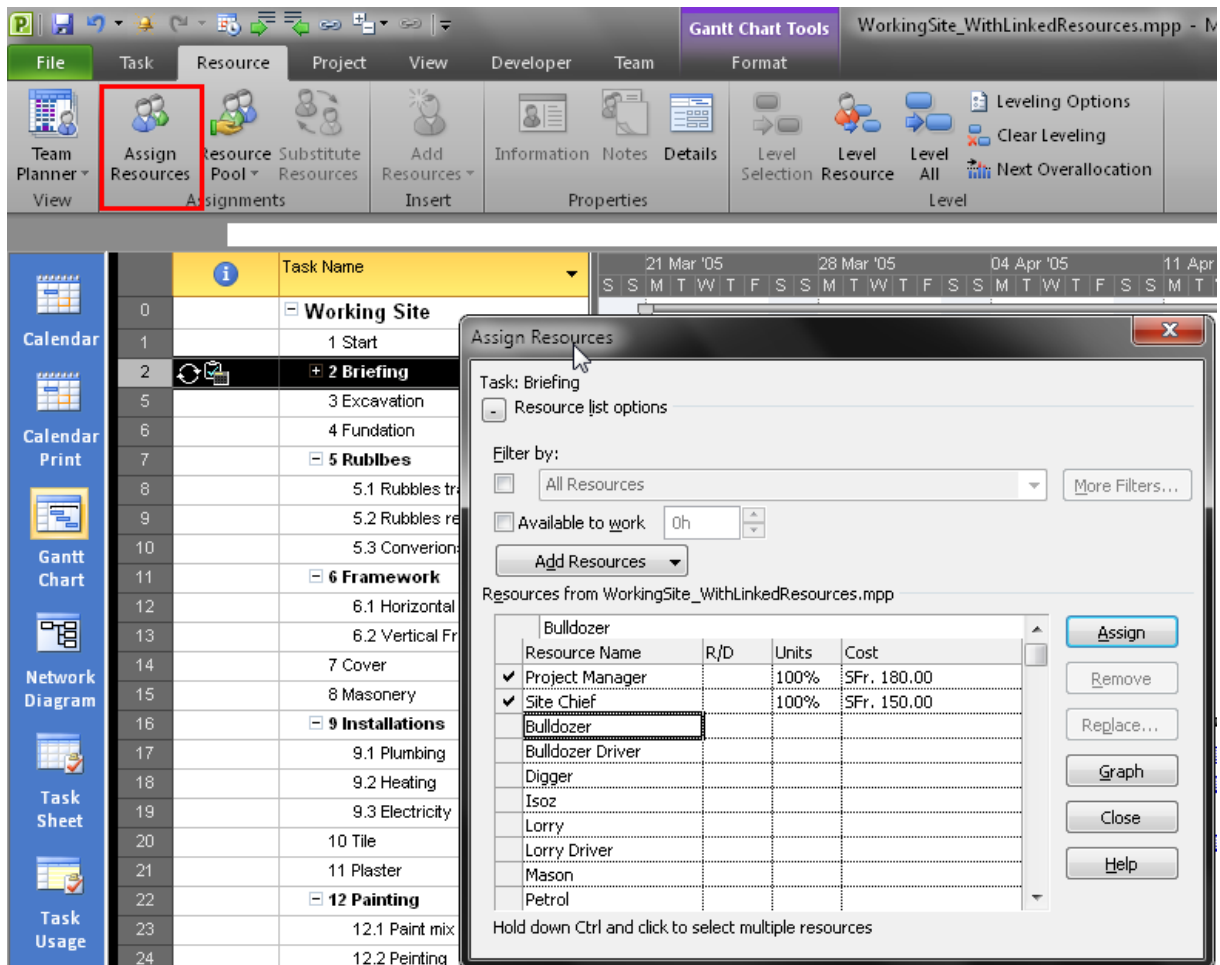 Gantt Chart Tools WorkingSite_WithLinkedResources.mpp - M
File Task Resource Project View Developer Team Format
Team Planner
Assign Resources
Resource Pool
Substitute Resources
Add Resources
Information Notes Details
Level Selection
Level Resource
Level All
Leveling Options
Clear Leveling
Next Overallocation
View Assignments Insert Properties Level
Task Name
21 Mar '05 28 Mar '05 04 Apr '05 11 Apr
S S M T W T F S S M T W T F S S M T W T F S S M T
Calendar
Calendar Print
Gantt Chart
Network Diagram
Task Sheet
Task Usage
0 Working Site
1 1 Start
2 2 Briefing
5 3 Excavation
6 4 Fundation
7 5 Rublbes
8 5.1 Rubbles
9 5.2 Rubbles re
10 5.3 Converion
11 6 Framework
12 6.1 Horizontal
13 6.2 Vertical Fr
14 7 Cover
15 8 Masonery
16 9 Installations
17 9.1 Plumbing
18 9.2 Heating
19 9.3 Electricity
20 10 Tile
21 11 Plaster
22 12 Painting
23 12.1 Paint mix
24 12.2 Peinting
Assign Resources
Task: Briefing
- Resource list options
Filter by:
All Resources More Filters...
Available to work 0h
Add Resources
Resources from WorkingSite_WithLinkedResources.mpp
Bulldozer
Resource Name R/D Units Cost
Project Manager 100% SFr. 180.00
Site Chief 100% SFr. 150.00
Bulldozer
Bulldozer Driver
Digger
Isoz
Lorry
Lorry Driver
Mason
Petrol
Assign
Remove
Replace...
Graph
Close
Help
Hold down Ctrl and click to select multiple resources